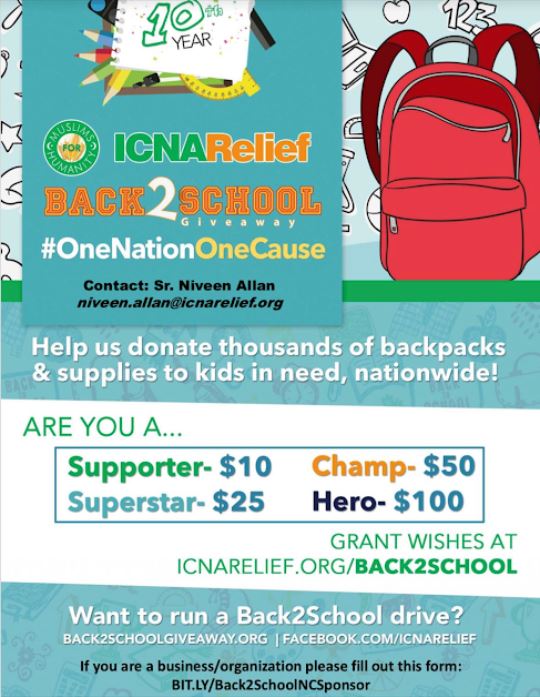 10th
YEAR
123
MUSLIMS
FOR
HUMANITY
ICNARelief
BACK2SCHOOL
Giveaway
#OneNationOneCause
Contact: Sr. Niveen Allan
niveen.allan@icnarelief.org
Help us donate thousands of backpacks
& supplies to kids in need, nationwide!
ARE YOU A...
Supporter- $10 Champ- $50
Superstar- $25 Hero- $100
GRANT WISHES AT
ICNARELIEF.ORG/BACK2SCHOOL
Want to run a Back2School drive?
BACK2SCHOOLGIVEAWAY.ORG | FACEBOOK.COM/ICNARELIEF
If you are a business/organization please fill out this form:
BIT.LY/Back2SchoolNCSponsor